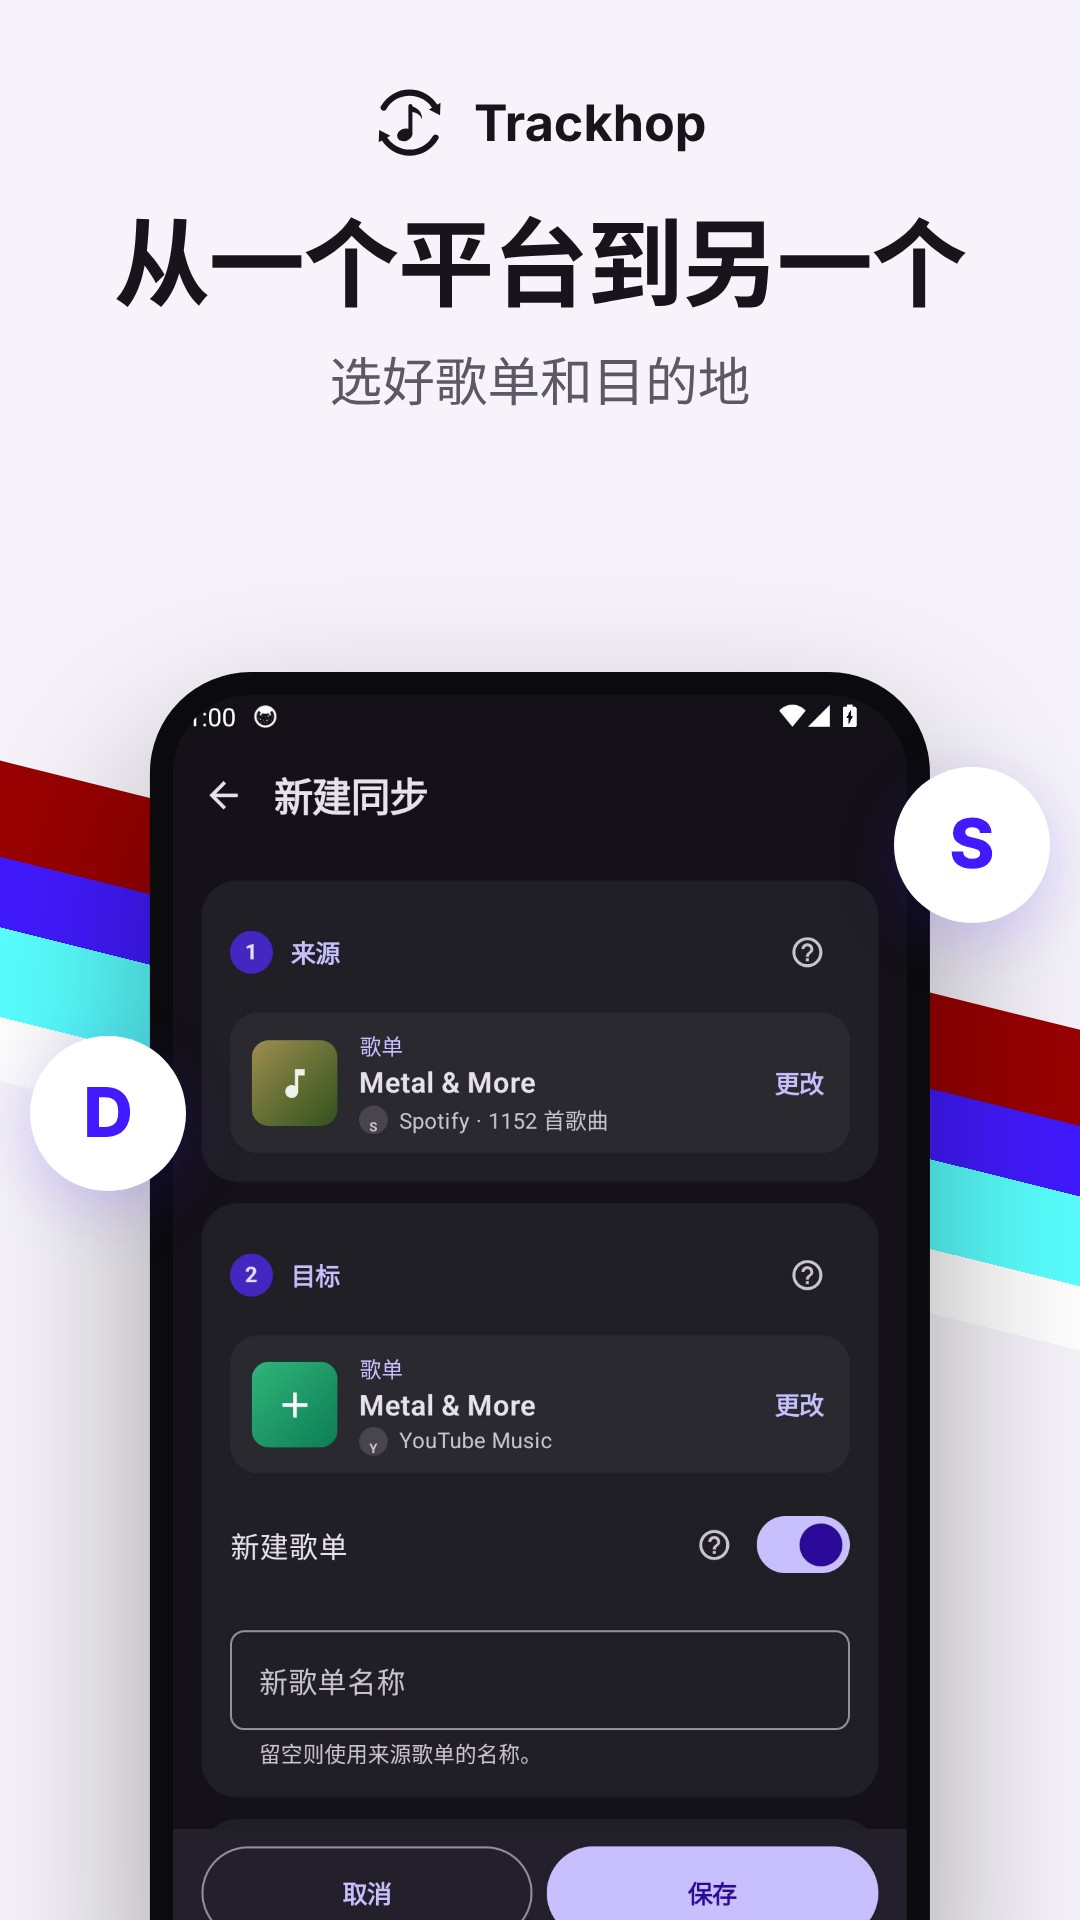 Trackhop
从一个平台到另一个
选好歌单和目的地
:00
新建同步
S
1 来源
歌单
Metal & More
更改
S Spotify · 1152 首歌曲
D
2 目标
歌单
Metal & More
更改
Y YouTube Music
新建歌单
新歌单名称
留空则使用来源歌单的名称。
取消
保存